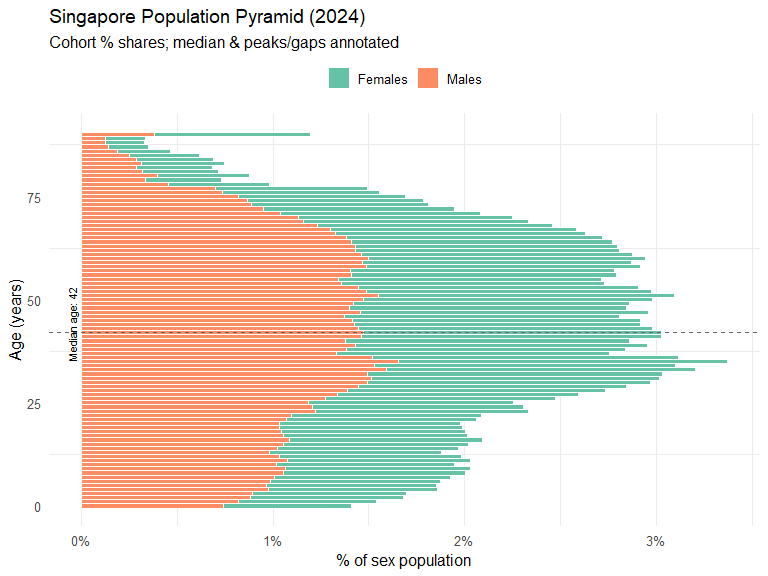 Singapore Population Pyramid (2024)
Cohort % shares; median & peaks/gaps annotated
Females Males
Age (years)
75
50
25
0
Median age: 42
0% 1% 2% 3%
% of sex population